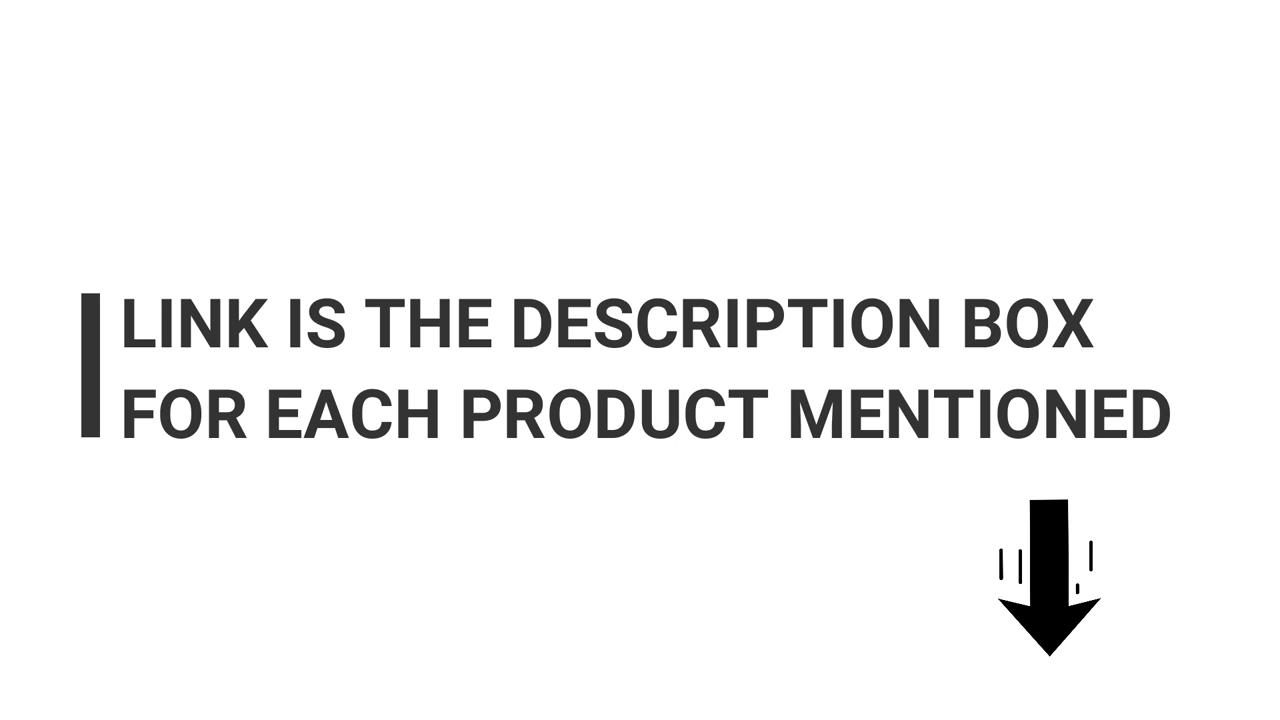 LINK IS THE DESCRIPTION BOX
FOR EACH PRODUCT MENTIONED